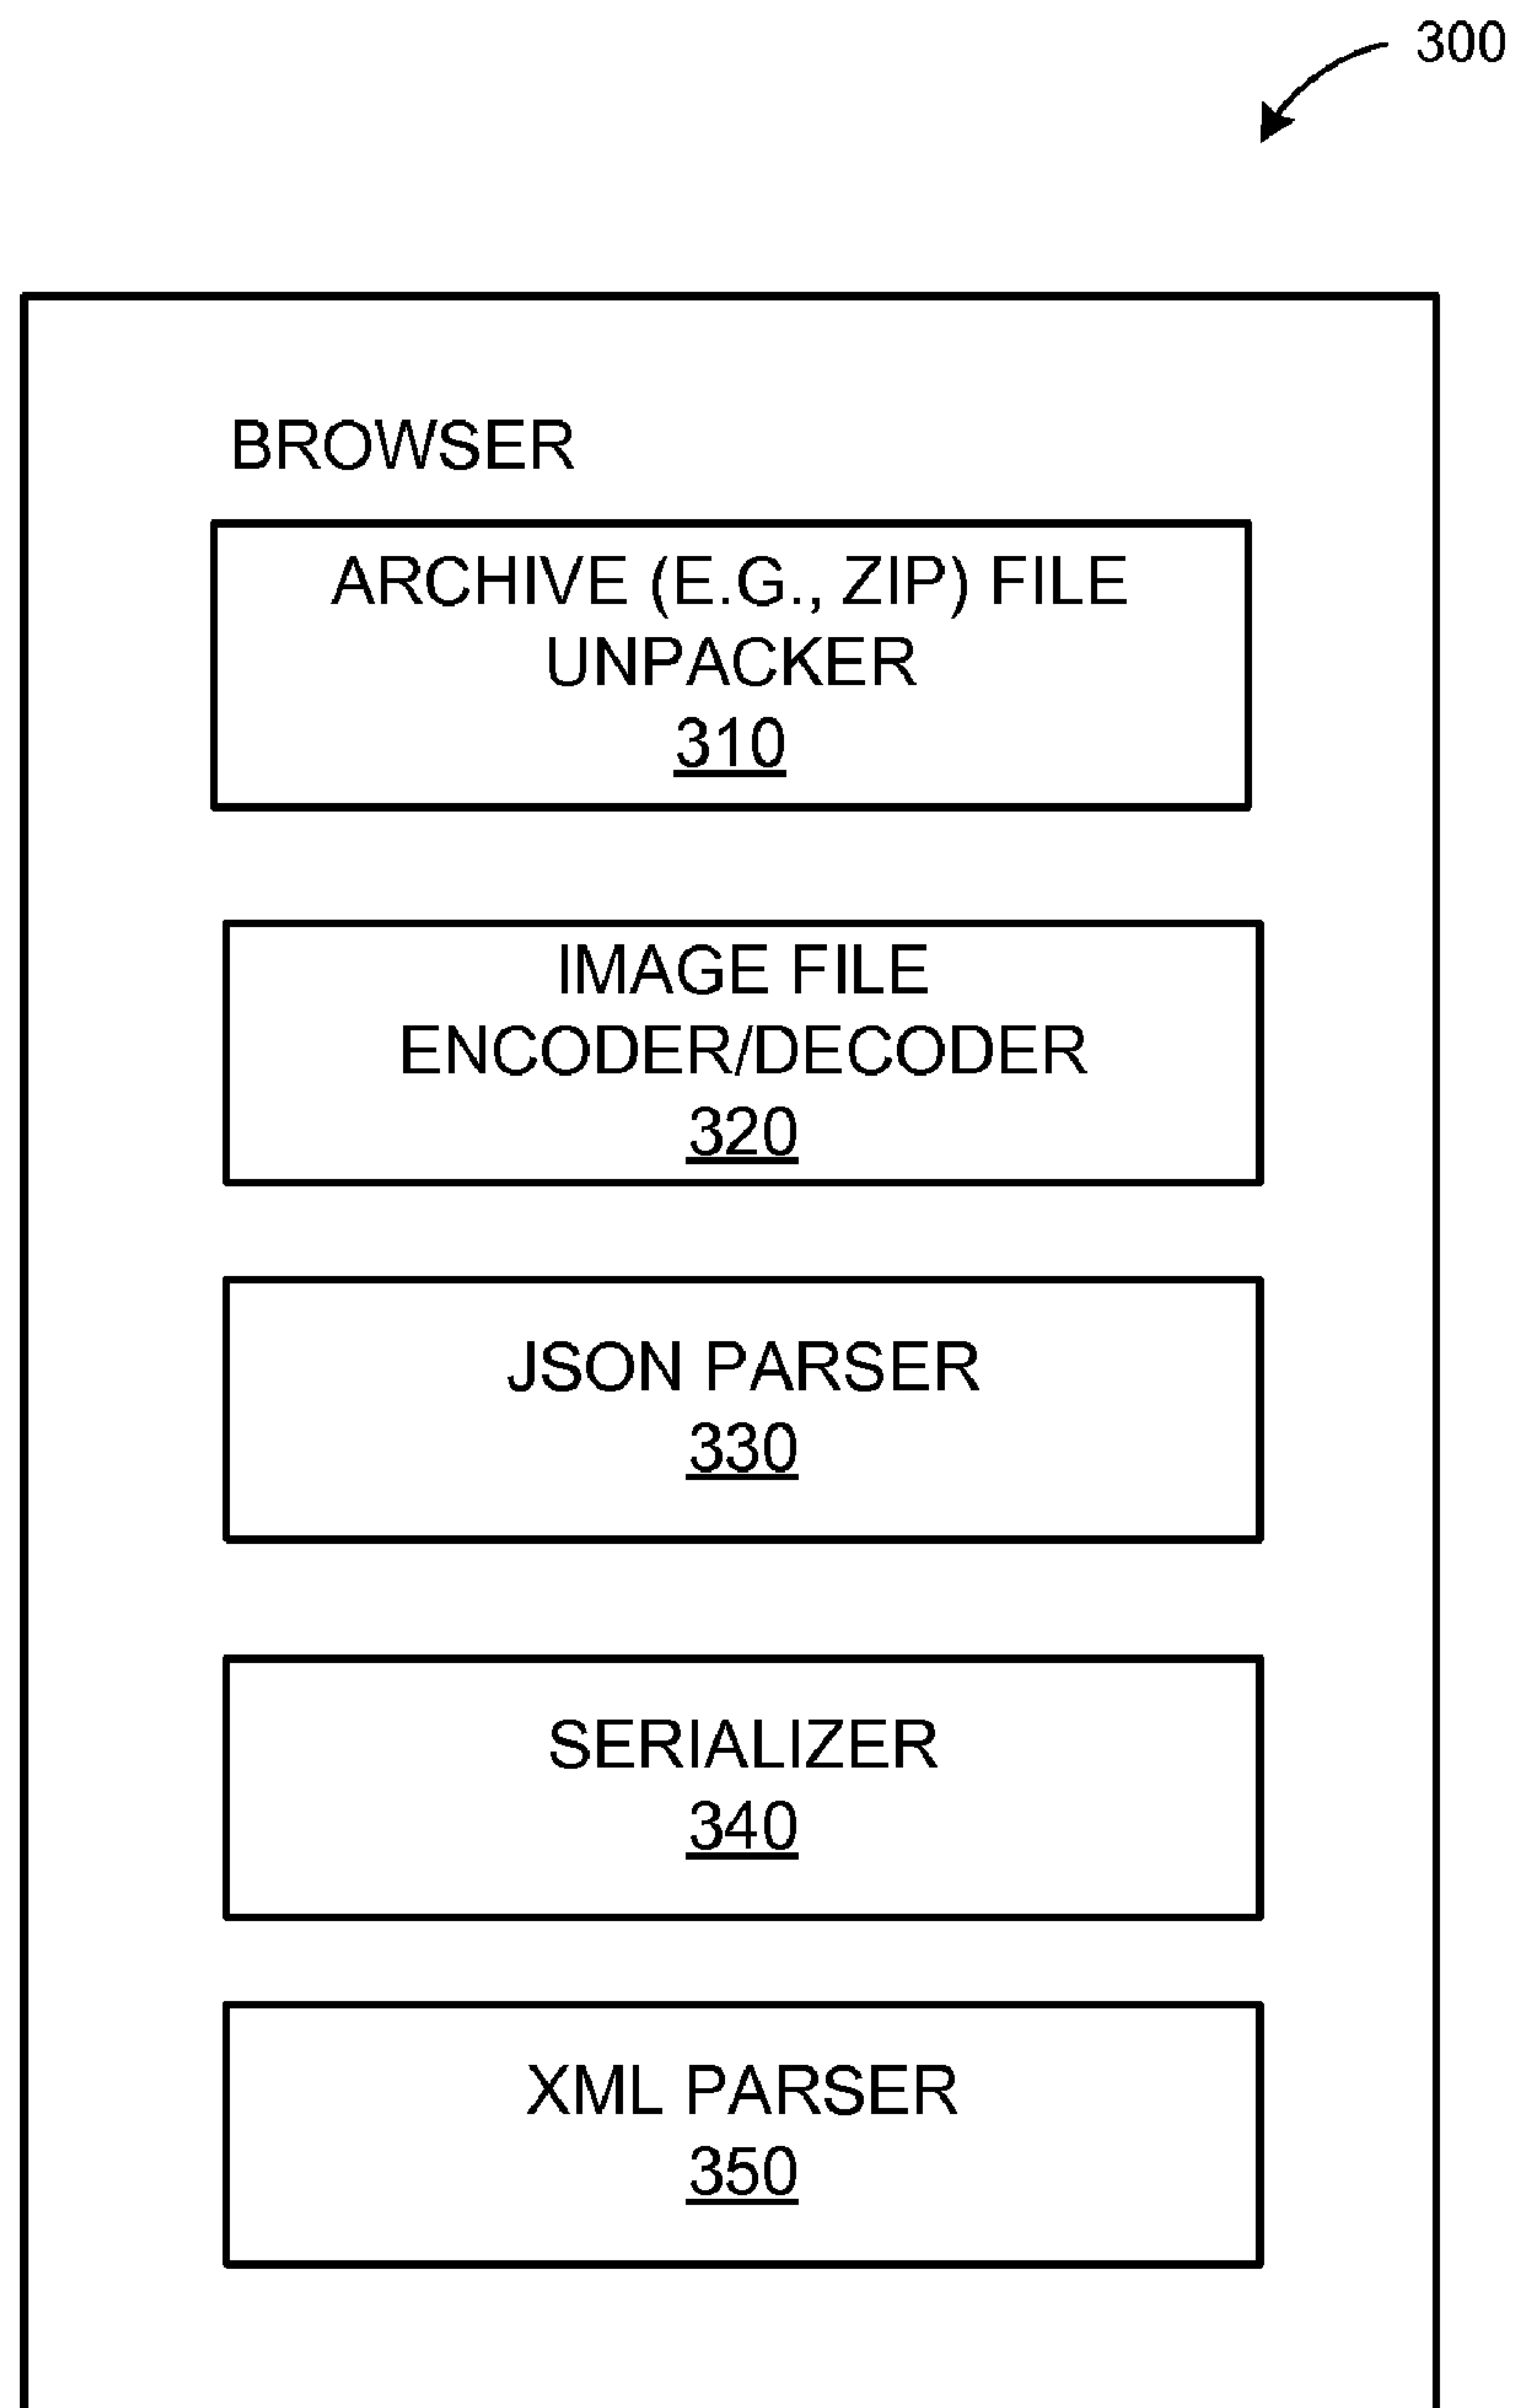 300
BROWSER
ARCHIVE (E.G., ZIP) FILE
UNPACKER
310
IMAGE FILE
ENCODER/DECODER
320
JSON PARSER
330
SERIALIZER
340
XML PARSER
350